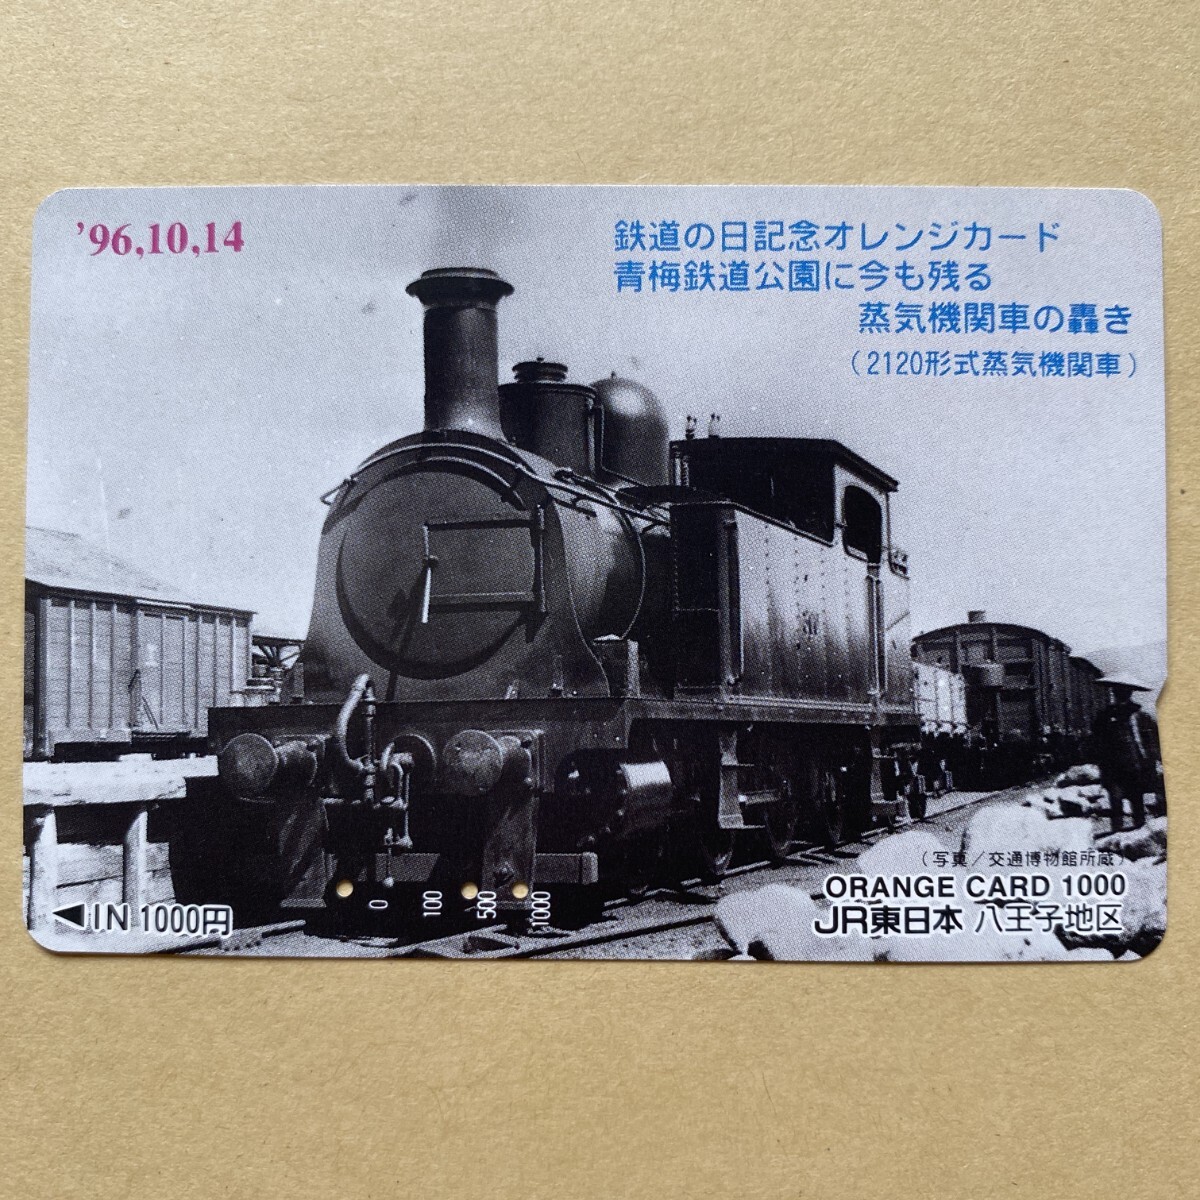 '96,10,14
鉄道の日記念オレンジカード
青梅鉄道公園に今も残る
蒸気機関車の轟き
(2120形式蒸気機関車)
(写真/交通博物館所蔵)
ORANGE CARD 1000
JR東日本 八王子地区
◀IN 1000円
0 100 500 1000